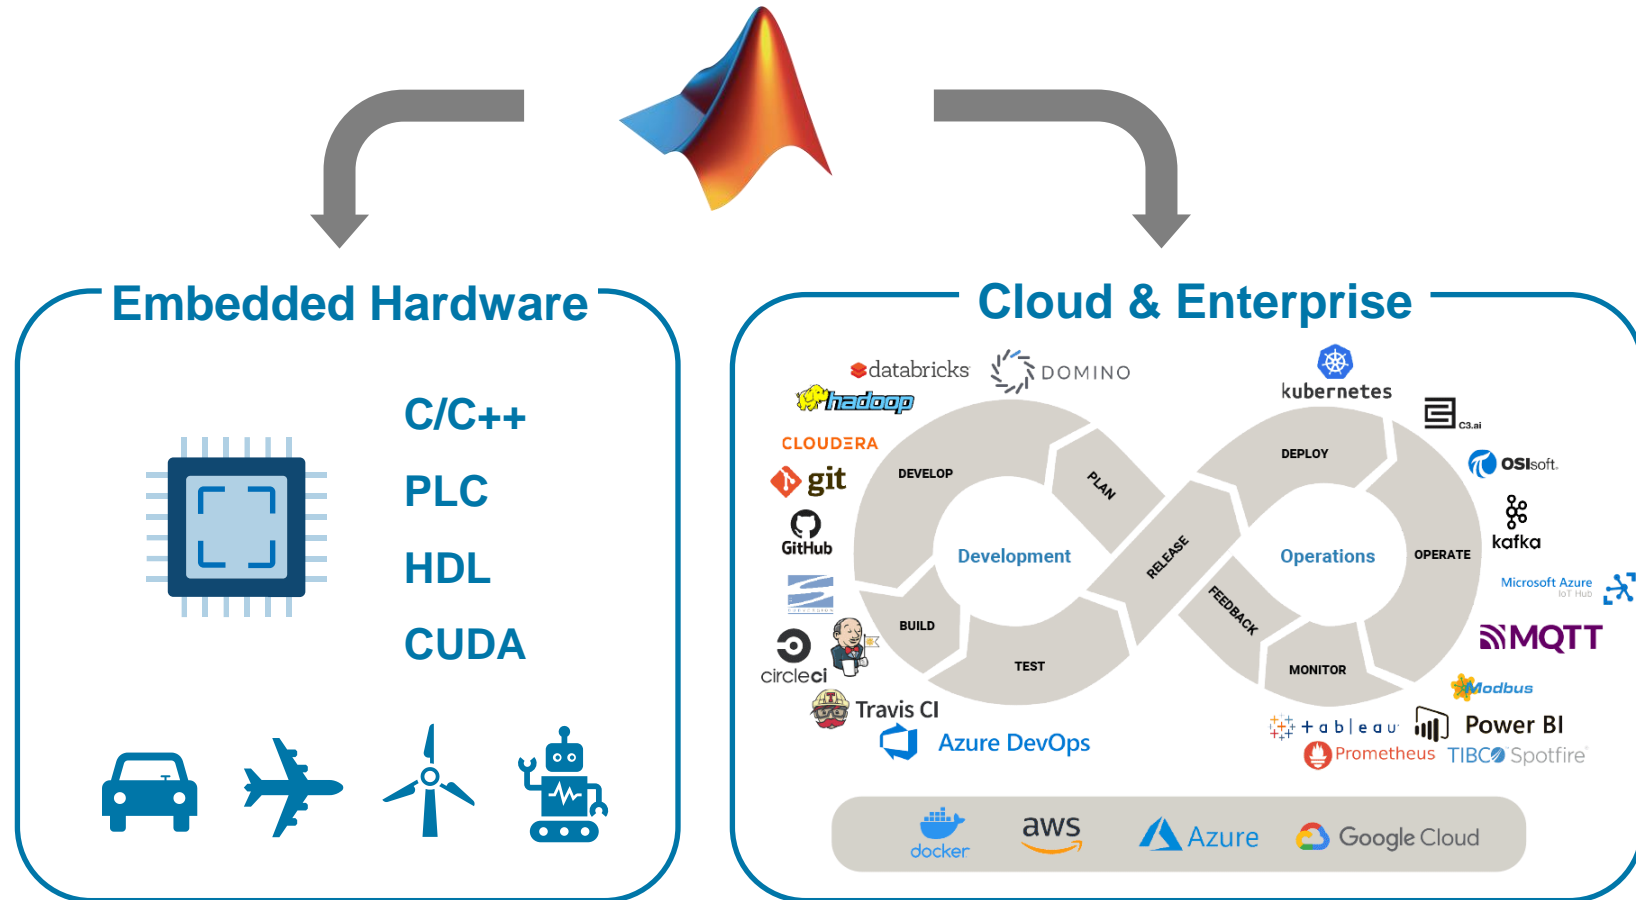 Embedded Hardware
C/C++
PLC
HDL
CUDA
Cloud & Enterprise
databricks
DOMINO
hadoop
CLOUDERA
git
GitHub
circleci
Travis CI
Azure DevOps
DEVELOP
PLAN
Development
BUILD
TEST
RELEASE
DEPLOY
Operations
OPERATE
FEEDBACK
MONITOR
kubernetes
C3.ai
OSIsoft.
kafka
Microsoft Azure
IoT Hub
MQTT
Modbus
+ableau
Power BI
Prometheus
TIBCO Spotfire
docker
aws
Azure
Google Cloud